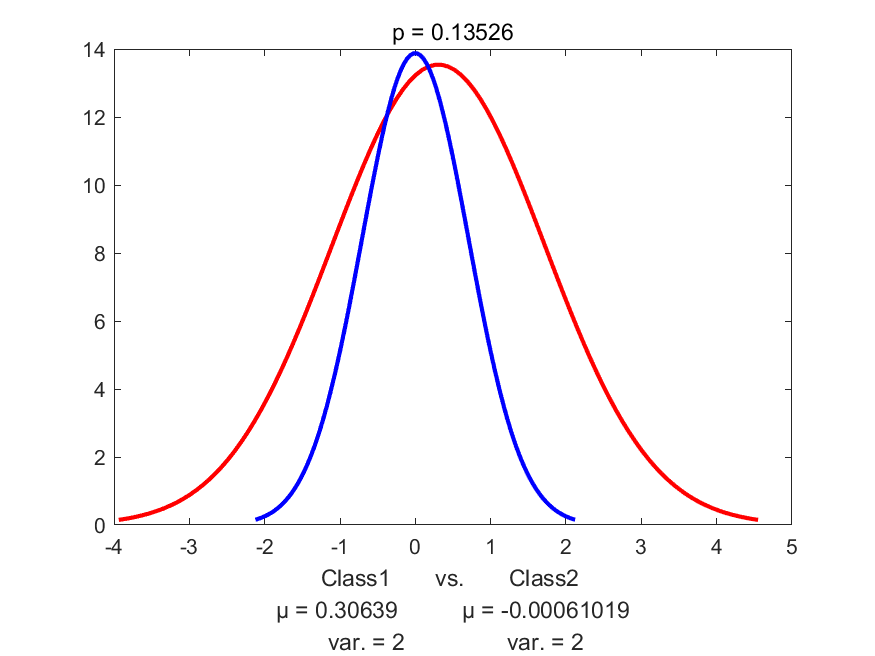 p = 0.13526
14
12
10
8
6
4
2
0
-4 -3 -2 -1 0 1 2 3 4 5
Class1 vs. Class2
μ = 0.30639 μ = -0.00061019
var. = 2 var. = 2